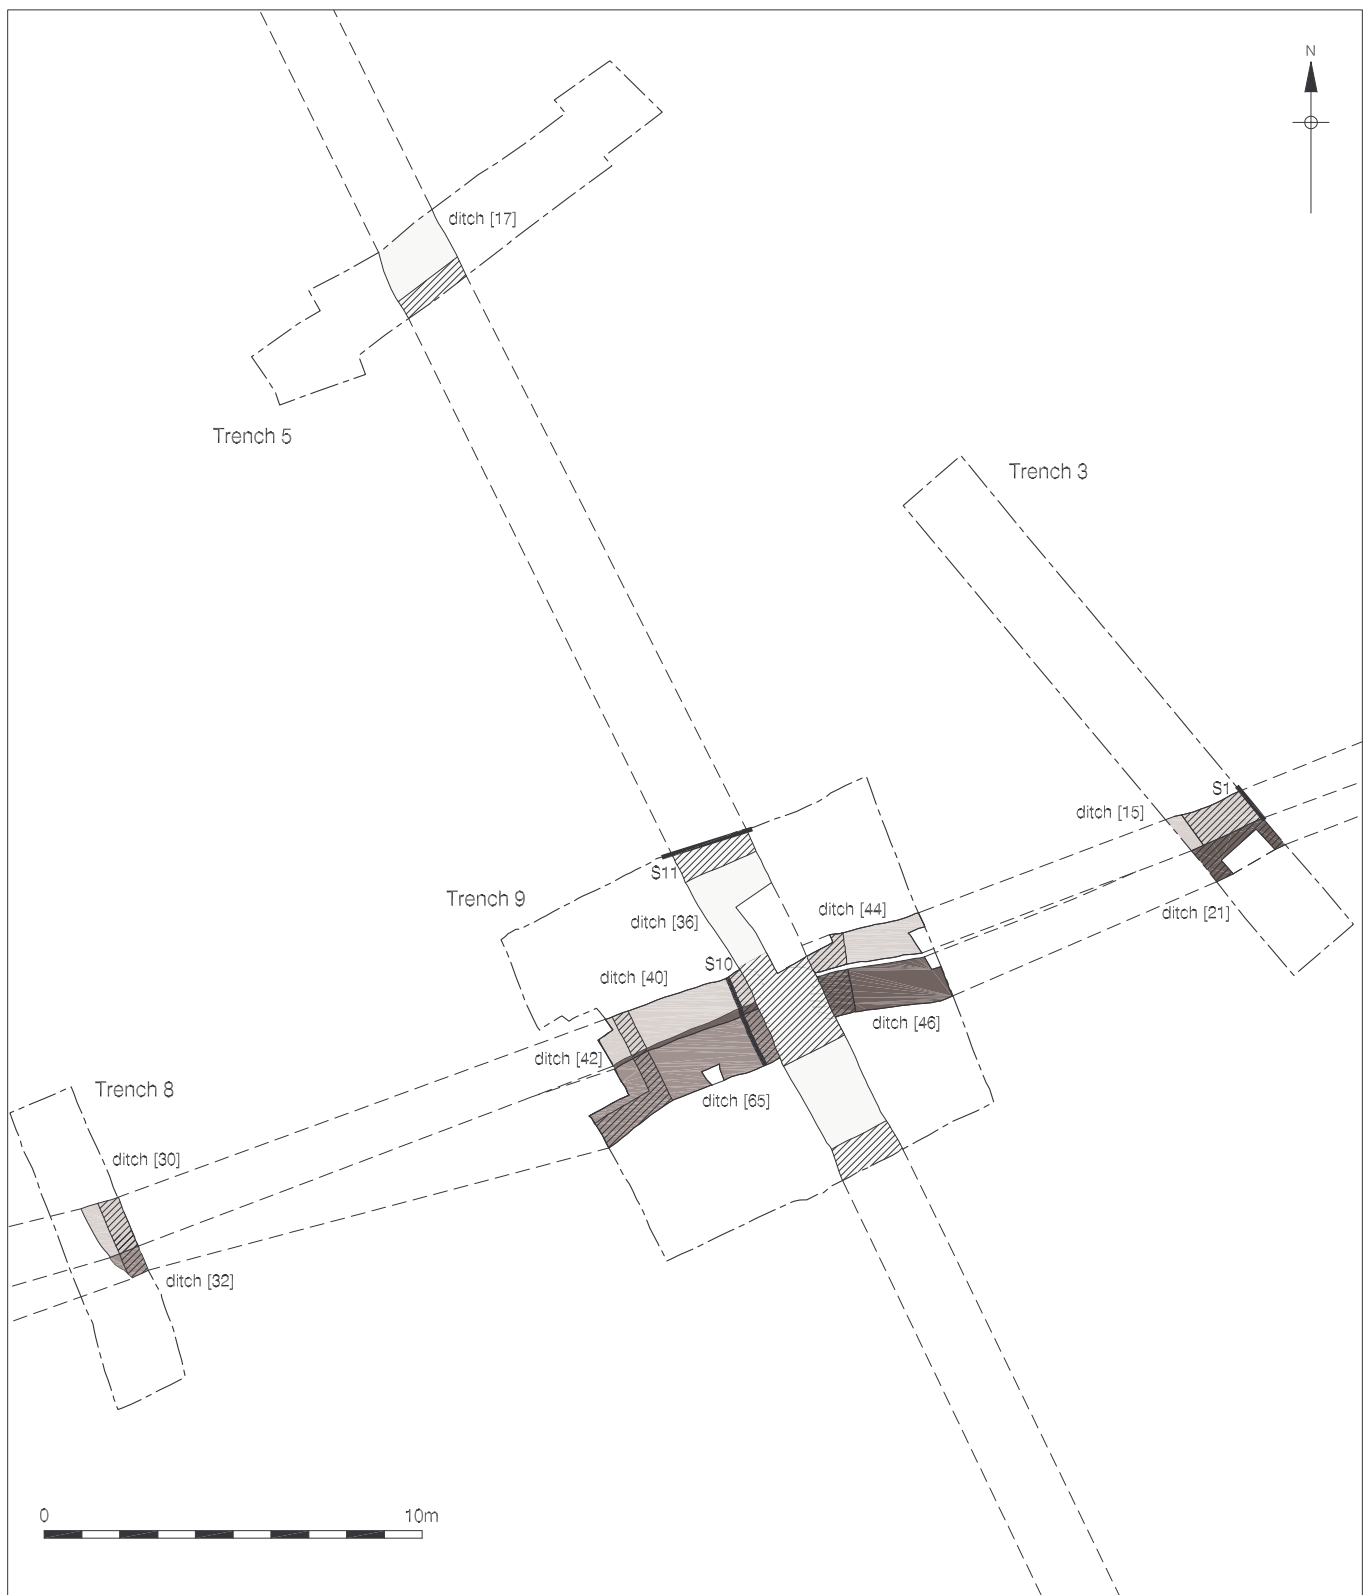 N
ditch [17]
Trench 5
Trench 3
S1
ditch [15]
S11
Trench 9
ditch [44]
ditch [36]
ditch [21]
S10
ditch [40]
ditch [46]
ditch [42]
Trench 8
ditch [65]
ditch [30]
ditch [32]
0
10m